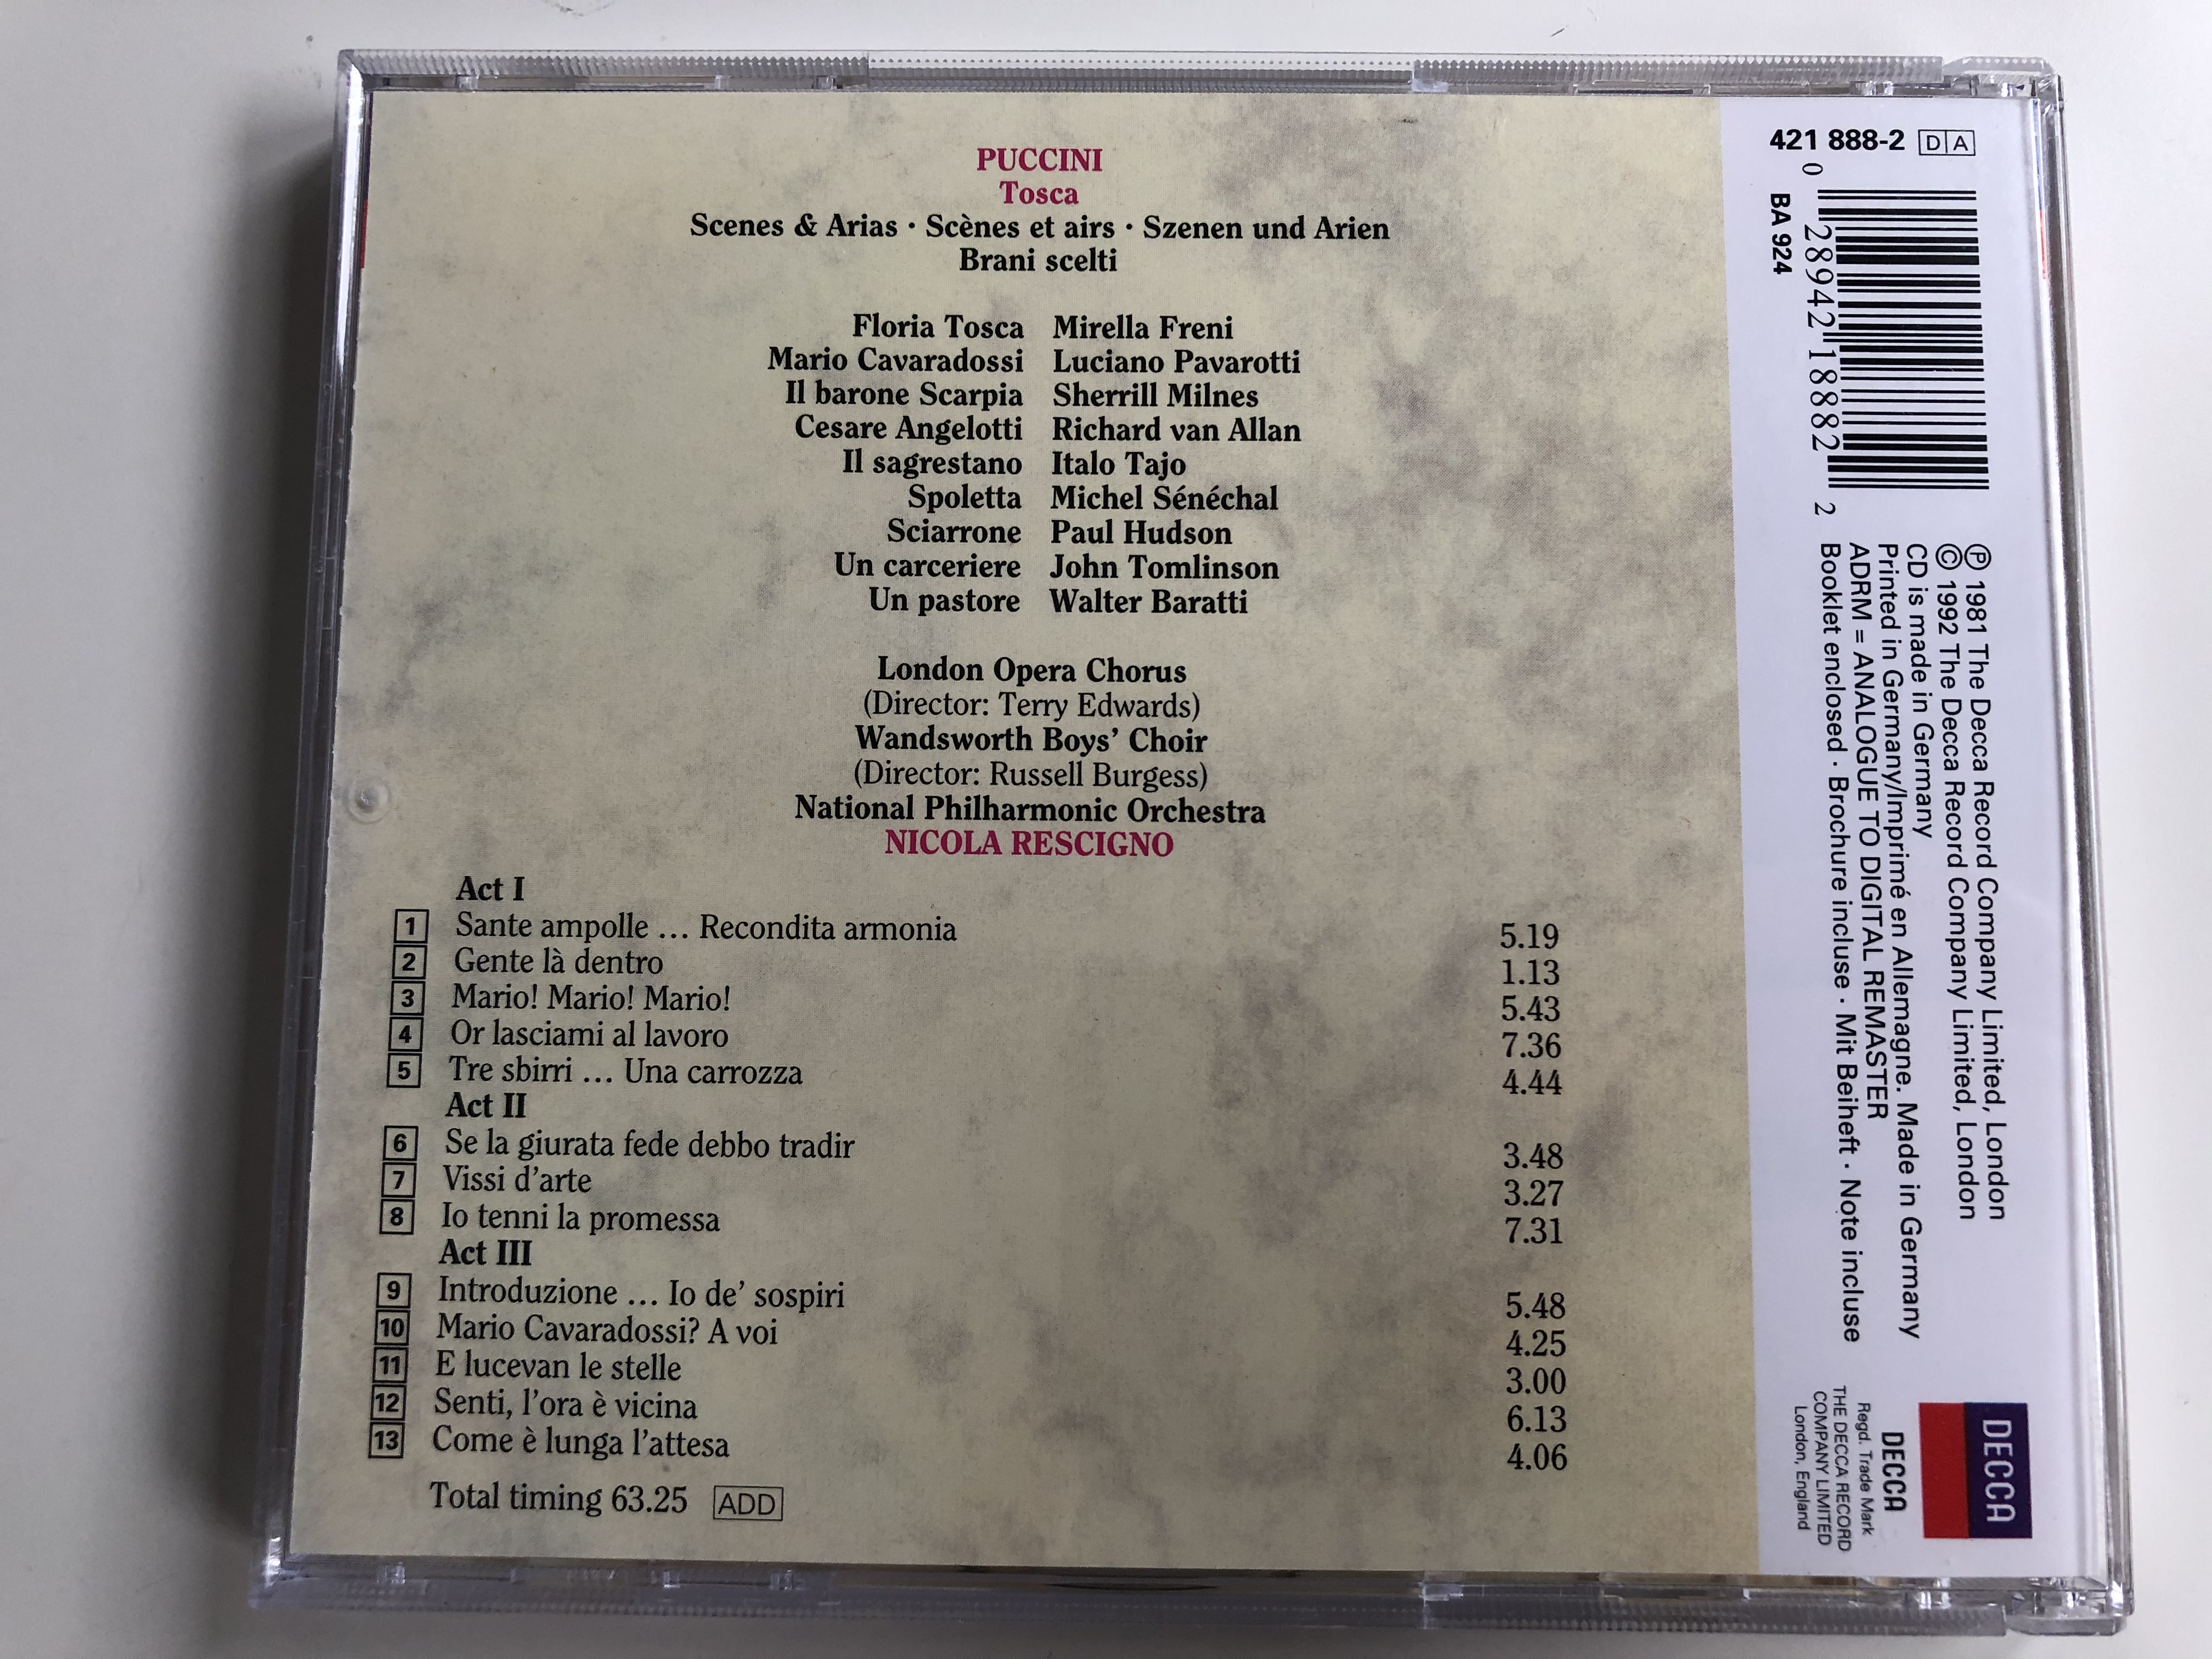 PUCCINI
Tosca
Scenes & Arias · Scènes et airs · Szenen und Arien
Brani scelti
Floria Tosca Mirella Freni
Mario Cavaradossi Luciano Pavarotti
Il barone Scarpia Sherrill Milnes
Cesare Angelotti Richard van Allan
Il sagrestano Italo Tajo
Spoletta Michel Sénéchal
Sciarrone Paul Hudson
Un carceriere John Tomlinson
Un pastore Walter Baratti
London Opera Chorus
(Director: Terry Edwards)
Wandsworth Boys’ Choir
(Director: Russell Burgess)
National Philharmonic Orchestra
NICOLA RESCIGNO
Act I
1 Sante ampolle … Recondita armonia 5.19
2 Gente là dentro 1.13
3 Mario! Mario! Mario! 5.43
4 Or lasciami al lavoro 7.36
5 Tre sbirri … Una carrozza 4.44
Act II
6 Se la giurata fede debbo tradir 3.48
7 Vissi d’arte 3.27
8 Io tenni la promessa 7.31
Act III
9 Introduzione … Io de’ sospiri 5.48
10 Mario Cavaradossi? A voi 4.25
11 E lucevan le stelle 3.00
12 Senti, l’ora è vicina 6.13
13 Come è lunga l’attesa 4.06
Total timing 63.25 ADD
421 888-2 DA
0 28942 18882 2
BA 924
℗ 1981 The Decca Record Company Limited, London
© 1992 The Decca Record Company Limited, London
CD is made in Germany
Printed in Germany/Imprimé en Allemagne. Made in Germany
ADRM = ANALOGUE TO DIGITAL REMASTER
Booklet enclosed · Brochure incluse · Mit Beiheft · Note incluse
DECCA
DECCA
Regd. Trade Mark
THE DECCA RECORD
COMPANY LIMITED
London, England